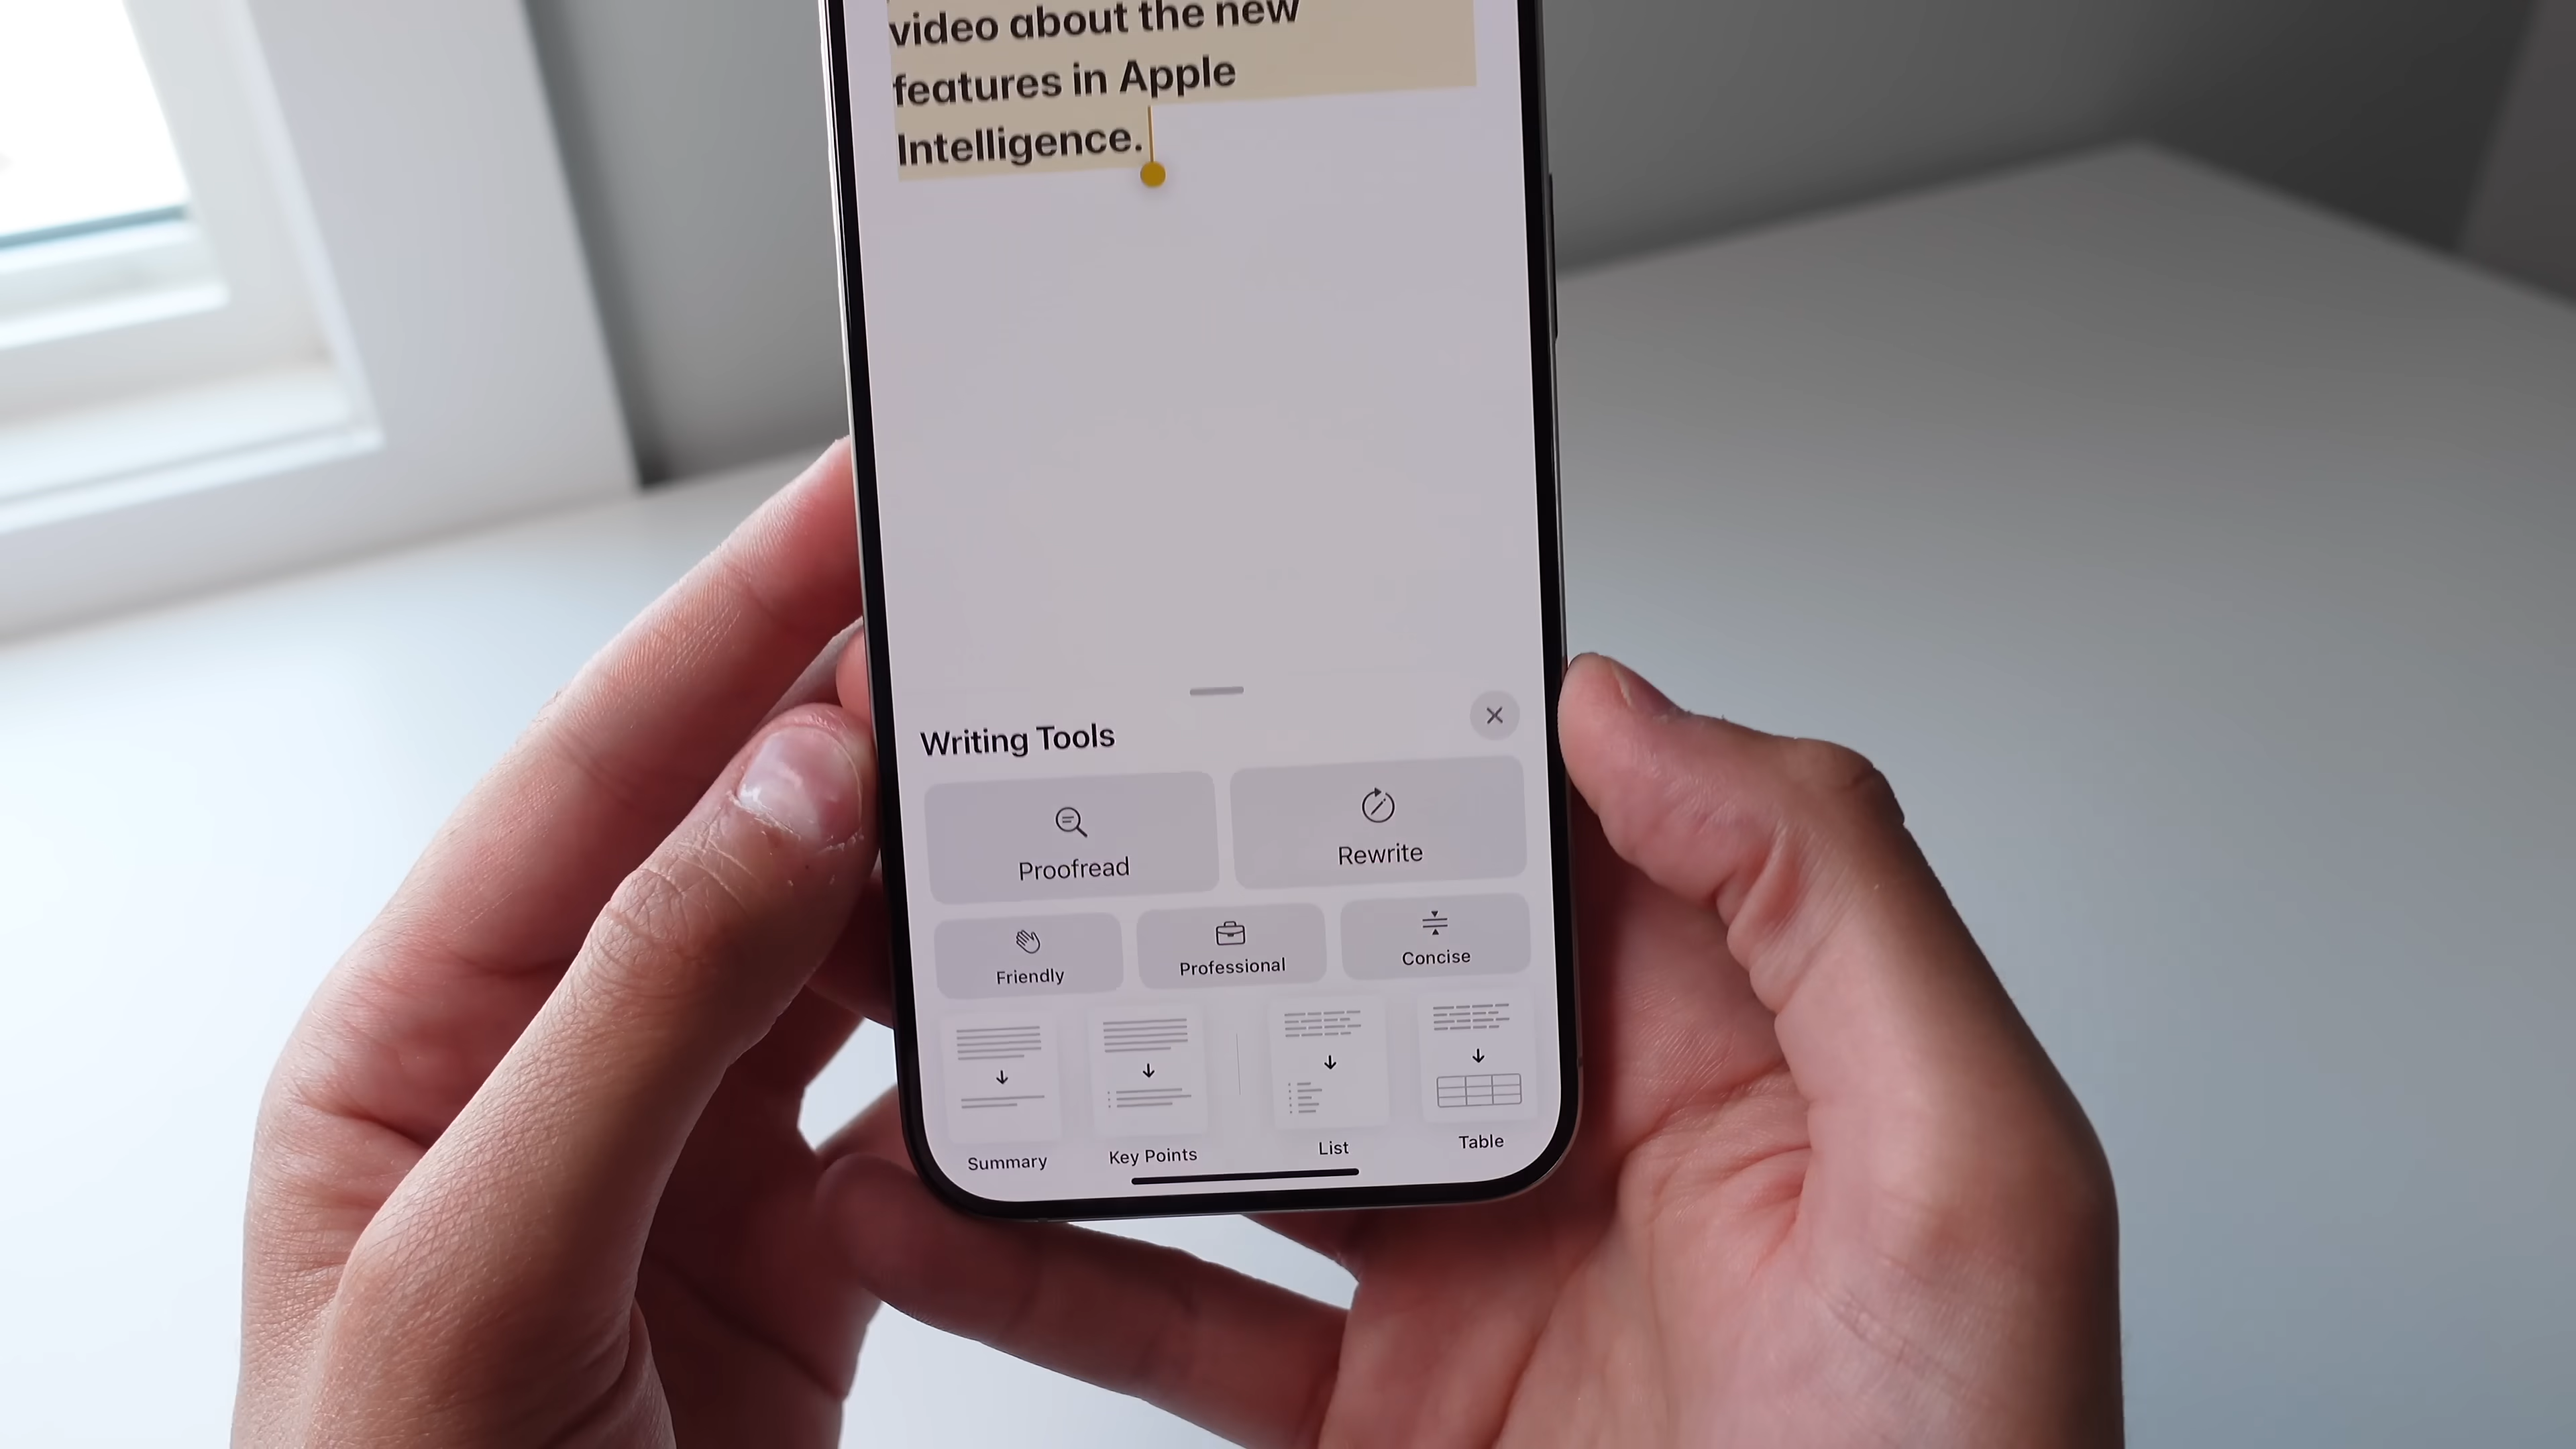 video about the new
features in Apple
Intelligence.
Writing Tools
Proofread
Rewrite
Friendly
Professional
Concise
Summary
Key Points
List
Table